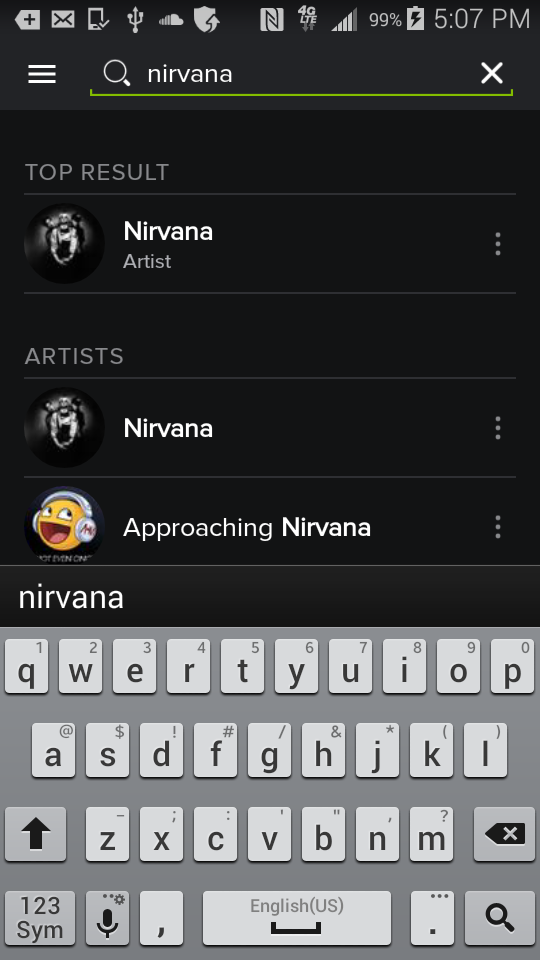 4G LTE 99% 5:07 PM
nirvana
TOP RESULT
Nirvana
Artist
ARTISTS
Nirvana
Approaching Nirvana
nirvana
1 2 3 4 5 6 7 8 9 0
q w e r t y u i o p
@ $ ! # / & * ( )
a s d f g h j k l
- ; : ' " , ?
z x c v b n m
123
Sym
, English(US) .